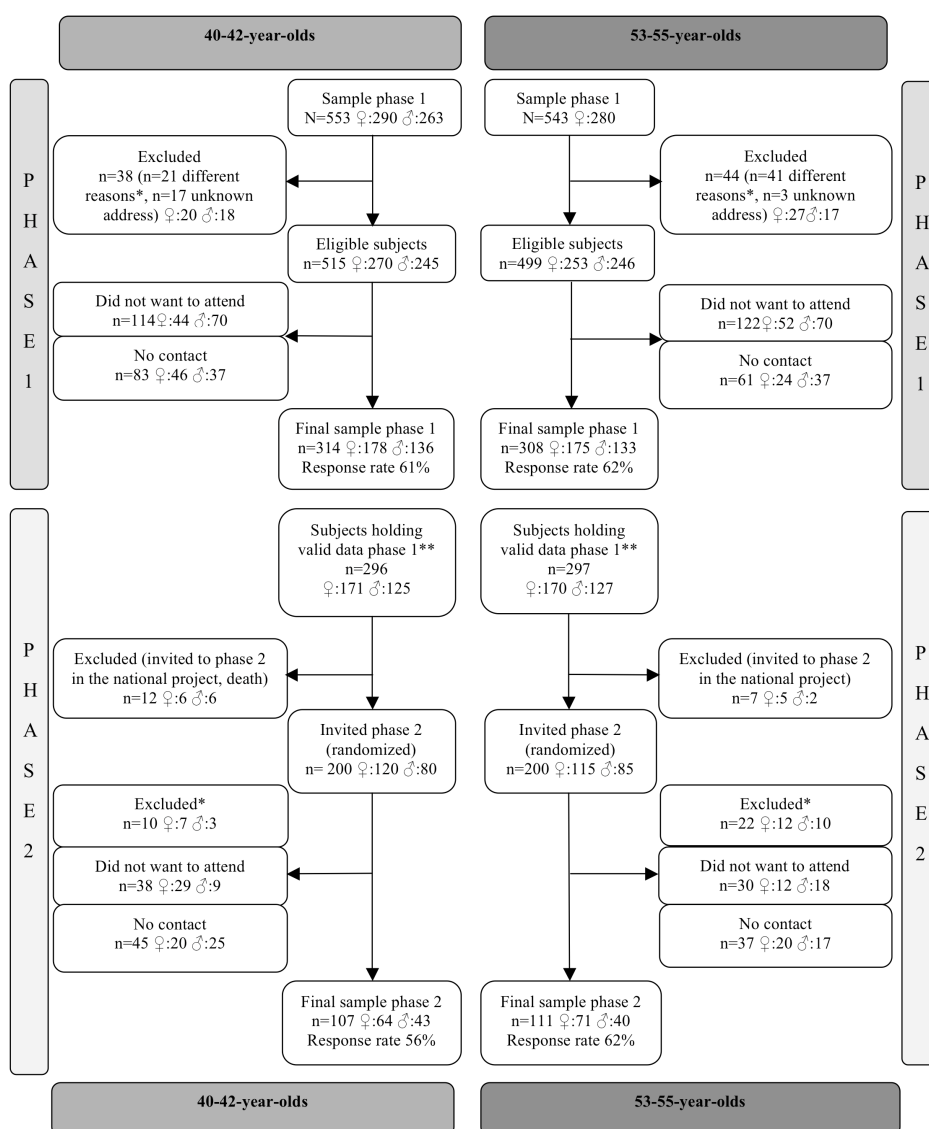 40-42-year-olds
53-55-year-olds
P
H
A
S
E
1
Sample phase 1
N=553 ♀:290 ♂:263
Excluded
n=38 (n=21 different
reasons*, n=17 unknown
address) ♀:20 ♂:18
Eligible subjects
n=515 ♀:270 ♂:245
Did not want to attend
n=114♀:44 ♂:70
No contact
n=83 ♀:46 ♂:37
Final sample phase 1
n=314 ♀:178 ♂:136
Response rate 61%
Sample phase 1
N=543 ♀:280
Excluded
n=44 (n=41 different
reasons*, n=3 unknown
address) ♀:27♂:17
Eligible subjects
n=499 ♀:253 ♂:246
Did not want to attend
n=122♀:52 ♂:70
No contact
n=61 ♀:24 ♂:37
Final sample phase 1
n=308 ♀:175 ♂:133
Response rate 62%
P
H
A
S
E
1
P
H
A
S
E
2
Subjects holding
valid data phase 1**
n=296
♀:171 ♂:125
Excluded (invited to phase 2
in the national project, death)
n=12 ♀:6 ♂:6
Invited phase 2
(randomized)
n= 200 ♀:120 ♂:80
Excluded*
n=10 ♀:7 ♂:3
Did not want to attend
n=38 ♀:29 ♂:9
No contact
n=45 ♀:20 ♂:25
Final sample phase 2
n=107 ♀:64 ♂:43
Response rate 56%
Subjects holding
valid data phase 1**
n=297
♀:170 ♂:127
Excluded (invited to phase 2
in the national project)
n=7 ♀:5 ♂:2
Invited phase 2
(randomized)
n=200 ♀:115 ♂:85
Excluded*
n=22 ♀:12 ♂:10
Did not want to attend
n=30 ♀:12 ♂:18
No contact
n=37 ♀:20 ♂:17
Final sample phase 2
n=111 ♀:71 ♂:40
Response rate 62%
P
H
A
S
E
2
40-42-year-olds
53-55-year-olds